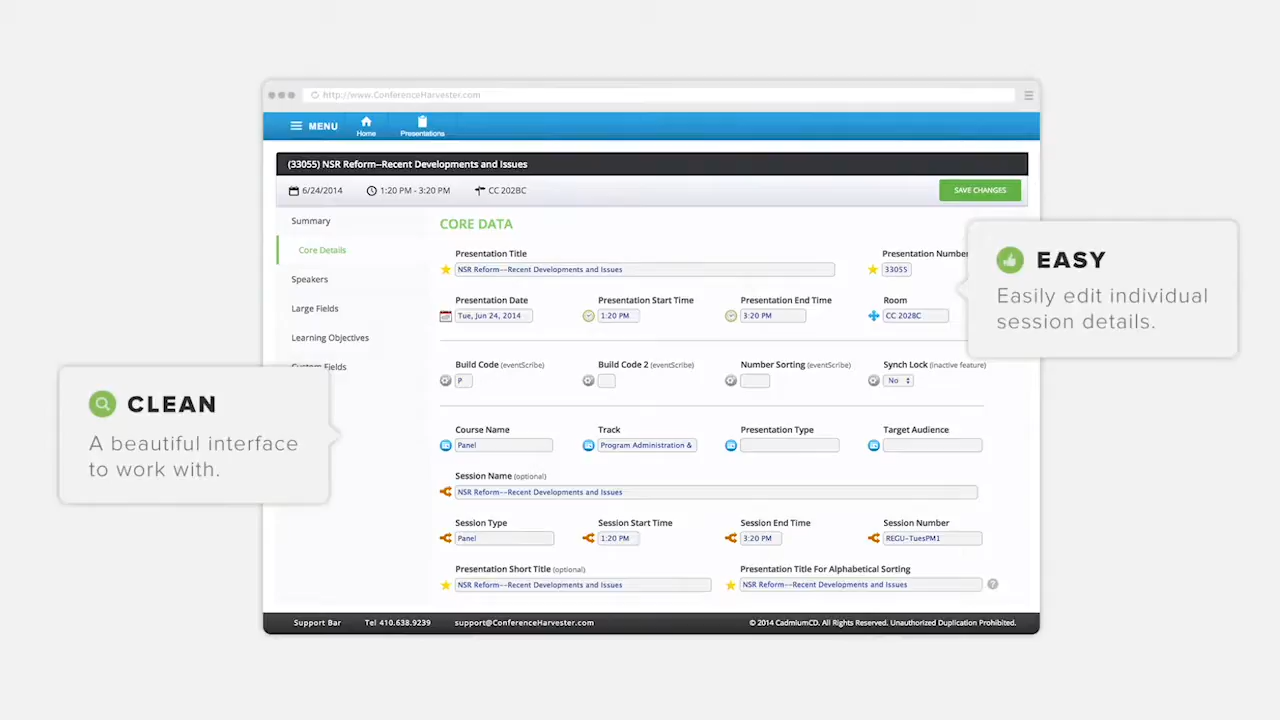 http://www.ConferenceHarvester.com
MENU
Home
Presentations
(33055) NSR Reform--Recent Developments and Issues
6/24/2014 1:20 PM - 3:20 PM CC 202BC
SAVE CHANGES
Summary
Core Details
Speakers
Large Fields
Learning Objectives
Custom Fields
CORE DATA
Presentation Title Presentation Number
NSR Reform--Recent Developments and Issues 33055
Presentation Date Presentation Start Time Presentation End Time Room
Tue, Jun 24, 2014 1:20 PM 3:20 PM CC 202BC
Build Code (eventScribe) Build Code 2 (eventScribe) Number Sorting (eventScribe) Synch Lock (inactive feature)
P No
Course Name Track Presentation Type Target Audience
Panel Program Administration &
Session Name (optional)
NSR Reform--Recent Developments and Issues
Session Type Session Start Time Session End Time Session Number
Panel 1:20 PM 3:20 PM REGU-TuesPM1
Presentation Short Title (optional) Presentation Title For Alphabetical Sorting
NSR Reform--Recent Developments and Issues NSR Reform--Recent Developments and Issues
Support Bar Tel 410.638.9239 support@ConferenceHarvester.com © 2014 CadmiumCD. All Rights Reserved. Unauthorized Duplication Prohibited.
EASY
Easily edit individual
session details.
CLEAN
A beautiful interface
to work with.